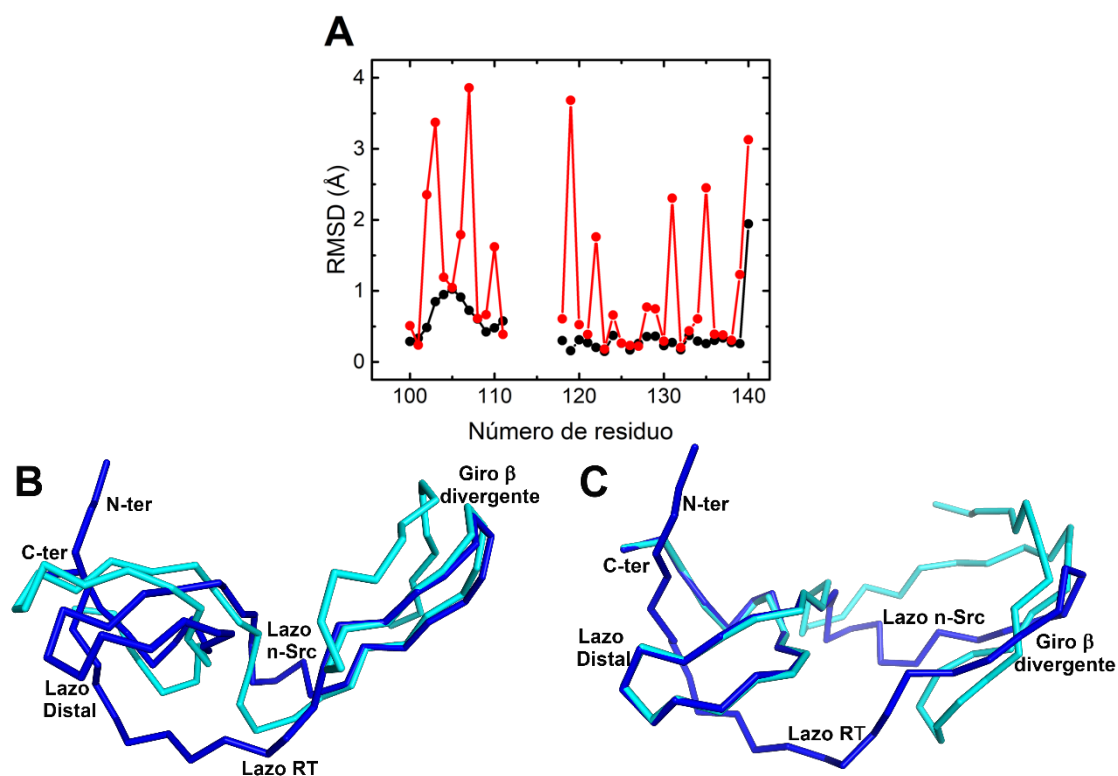 A
4
3
2
1
0
RMSD (Å)
100
110
120
130
140
Número de residuo
B
N-ter
C-ter
Lazo
Distal
Lazo
n-Src
Lazo RT
Giro β
divergente
C
N-ter
C-ter
Lazo
Distal
Lazo n-Src
Giro β
divergente
Lazo RT